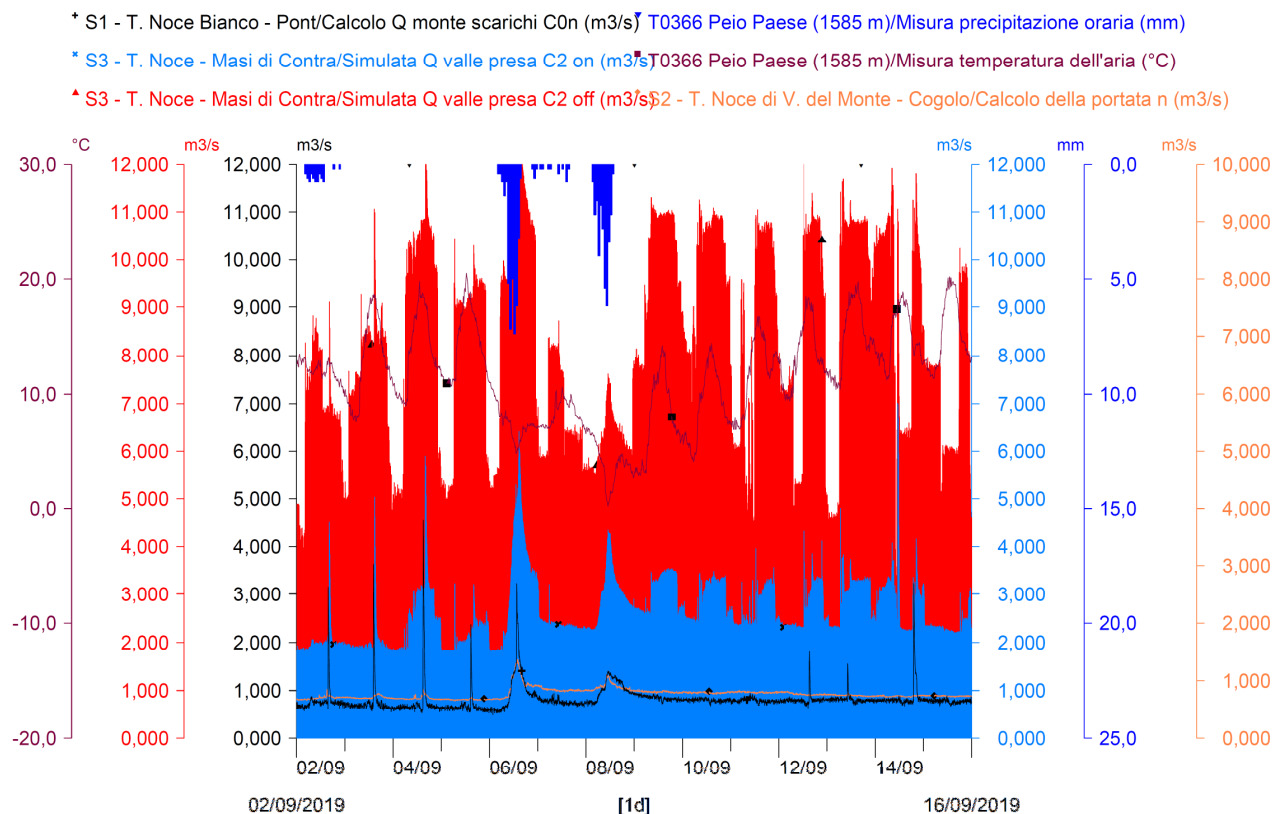 S1 - T. Noce Bianco - Pont/Calcolo Q monte scarichi C0n (m3/s) T0366 Peio Paese (1585 m)/Misura precipitazione oraria (mm)
S3 - T. Noce - Masi di Contra/Simulata Q valle presa C2 on (m3/s) T0366 Peio Paese (1585 m)/Misura temperatura dell'aria (°C)
S3 - T. Noce - Masi di Contra/Simulata Q valle presa C2 off (m3/s) S2 - T. Noce di V. del Monte - Cogolo/Calcolo della portata n (m3/s)
°C m3/s m3/s m3/s mm m3/s
30,0 12,000 12,000 12,000 0,0 10,000
11,000 11,000 11,000 9,000
20,0 10,000 10,000 10,000 5,0 8,000
9,000 9,000 9,000
8,000 8,000 8,000 7,000
10,0 7,000 7,000 7,000 10,0 6,000
6,000 6,000 6,000 5,000
0,0 5,000 5,000 5,000 15,0 4,000
4,000 4,000 4,000
3,000 3,000 3,000 3,000
-10,0 2,000 2,000 2,000 20,0 2,000
1,000 1,000 1,000 1,000
-20,0 0,000 0,000 0,000 25,0 0,000
02/09 04/09 06/09 08/09 10/09 12/09 14/09
02/09/2019 [1d] 16/09/2019